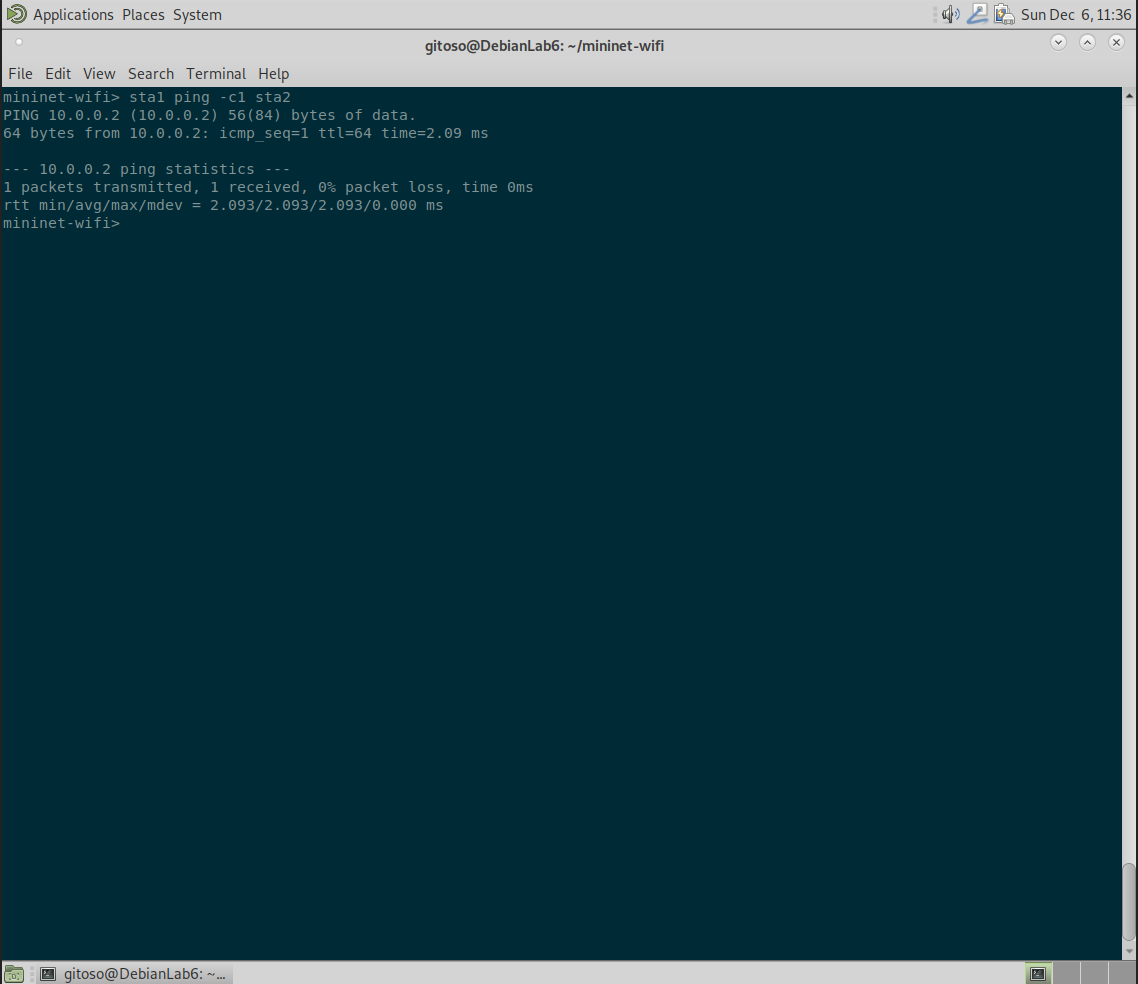 Applications Places System Sun Dec 6, 11:36
gitoso@DebianLab6: ~/mininet-wifi
File Edit View Search Terminal Help
mininet-wifi> sta1 ping -c1 sta2
PING 10.0.0.2 (10.0.0.2) 56(84) bytes of data.
64 bytes from 10.0.0.2: icmp_seq=1 ttl=64 time=2.09 ms
--- 10.0.0.2 ping statistics ---
1 packets transmitted, 1 received, 0% packet loss, time 0ms
rtt min/avg/max/mdev = 2.093/2.093/2.093/0.000 ms
mininet-wifi>
gitoso@DebianLab6: ~...